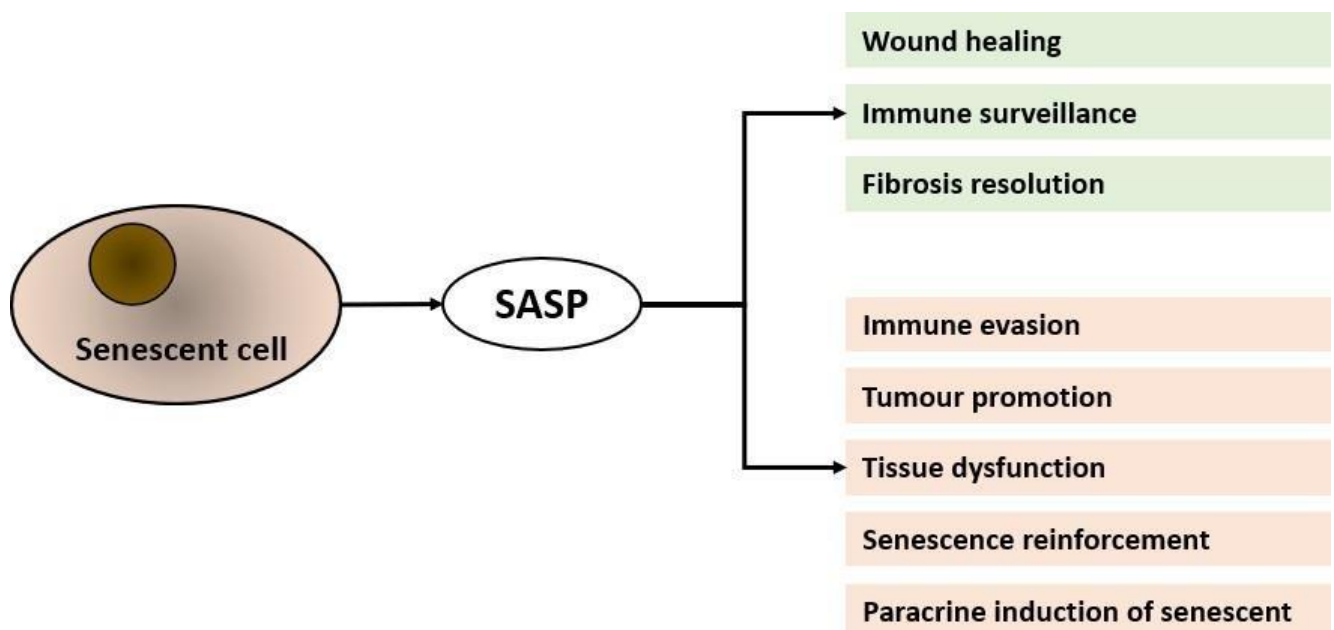 Senescent cell
SASP
Wound healing
Immune surveillance
Fibrosis resolution
Immune evasion
Tumour promotion
Tissue dysfunction
Senescence reinforcement
Paracrine induction of senescent